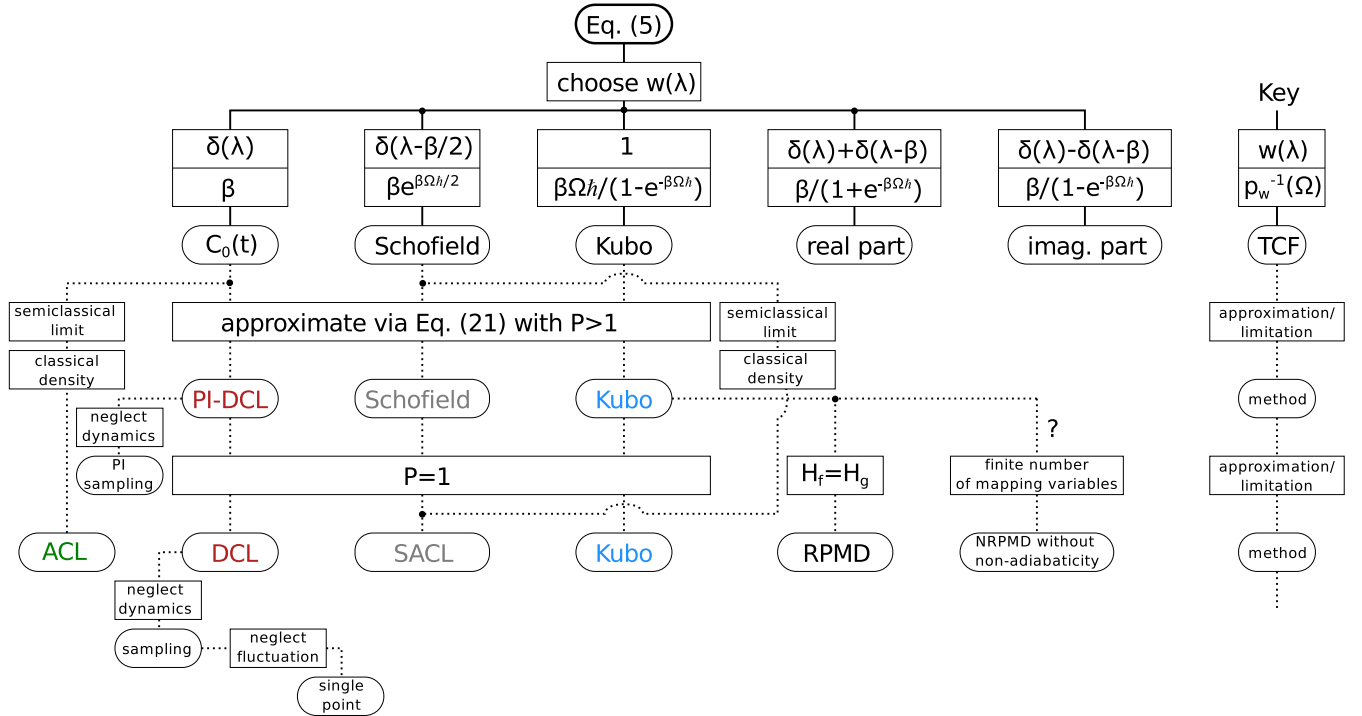 Eq. (5)
choose w(λ)
Key
δ(λ)
β
δ(λ-β/2)
βe^{βΩℏ/2}
1
βΩℏ/(1-e^{-βΩℏ})
δ(λ)+δ(λ-β)
β/(1+e^{-βΩℏ})
δ(λ)-δ(λ-β)
β/(1-e^{-βΩℏ})
w(λ)
p_w^{-1}(Ω)
C_0(t)
Schofield
Kubo
real part
imag. part
TCF
semiclassical
limit
approximate via Eq. (21) with P>1
semiclassical
limit
approximation/
limitation
classical
density
classical
density
PI-DCL
Schofield
Kubo
method
neglect
dynamics
?
PI
sampling
P=1
H_f=H_g
finite number
of mapping variables
approximation/
limitation
ACL
DCL
SACL
Kubo
RPMD
NRPMD without
non-adiabaticity
method
neglect
dynamics
sampling
neglect
fluctuation
single
point